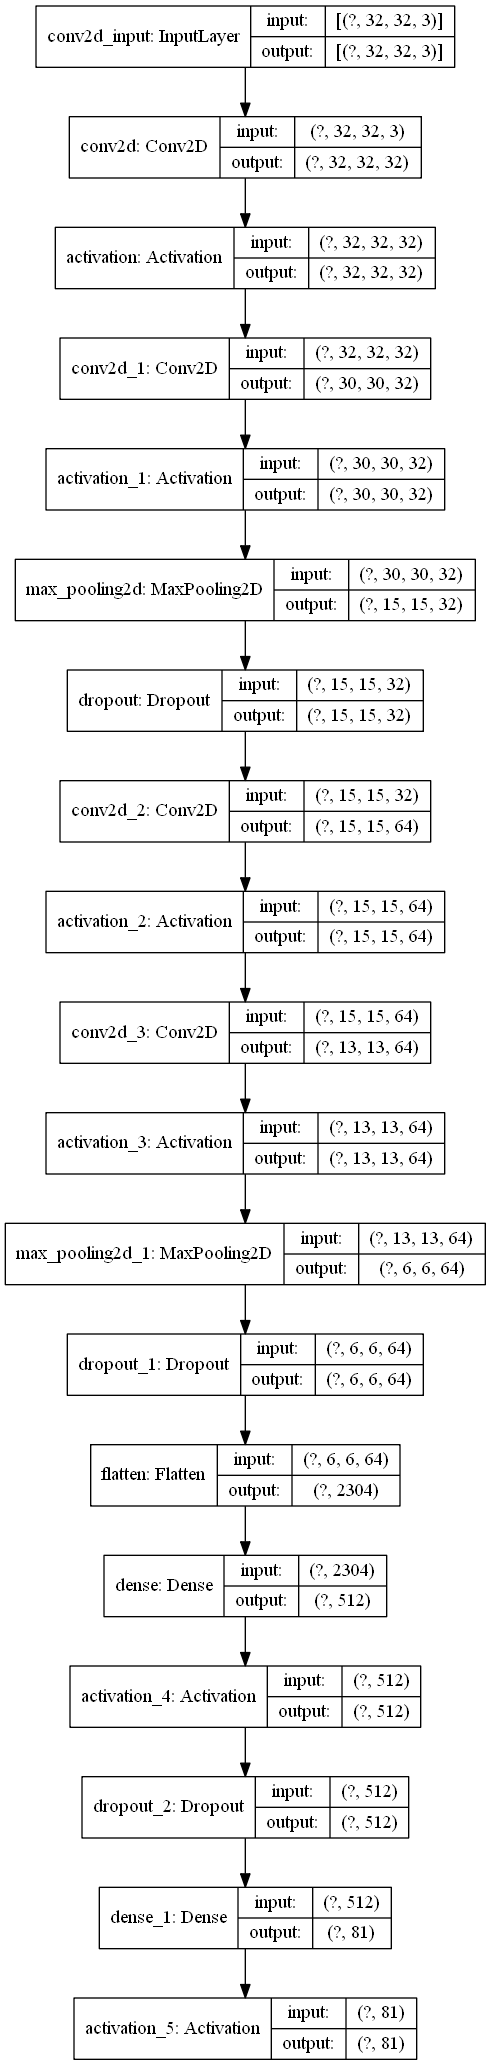 conv2d_input: InputLayer
input:
[(?, 32, 32, 3)]
output:
[(?, 32, 32, 3)]
conv2d: Conv2D
input:
(?, 32, 32, 3)
output:
(?, 32, 32, 32)
activation: Activation
input:
(?, 32, 32, 32)
output:
(?, 32, 32, 32)
conv2d_1: Conv2D
input:
(?, 32, 32, 32)
output:
(?, 30, 30, 32)
activation_1: Activation
input:
(?, 30, 30, 32)
output:
(?, 30, 30, 32)
max_pooling2d: MaxPooling2D
input:
(?, 30, 30, 32)
output:
(?, 15, 15, 32)
dropout: Dropout
input:
(?, 15, 15, 32)
output:
(?, 15, 15, 32)
conv2d_2: Conv2D
input:
(?, 15, 15, 32)
output:
(?, 15, 15, 64)
activation_2: Activation
input:
(?, 15, 15, 64)
output:
(?, 15, 15, 64)
conv2d_3: Conv2D
input:
(?, 15, 15, 64)
output:
(?, 13, 13, 64)
activation_3: Activation
input:
(?, 13, 13, 64)
output:
(?, 13, 13, 64)
max_pooling2d_1: MaxPooling2D
input:
(?, 13, 13, 64)
output:
(?, 6, 6, 64)
dropout_1: Dropout
input:
(?, 6, 6, 64)
output:
(?, 6, 6, 64)
flatten: Flatten
input:
(?, 6, 6, 64)
output:
(?, 2304)
dense: Dense
input:
(?, 2304)
output:
(?, 512)
activation_4: Activation
input:
(?, 512)
output:
(?, 512)
dropout_2: Dropout
input:
(?, 512)
output:
(?, 512)
dense_1: Dense
input:
(?, 512)
output:
(?, 81)
activation_5: Activation
input:
(?, 81)
output:
(?, 81)